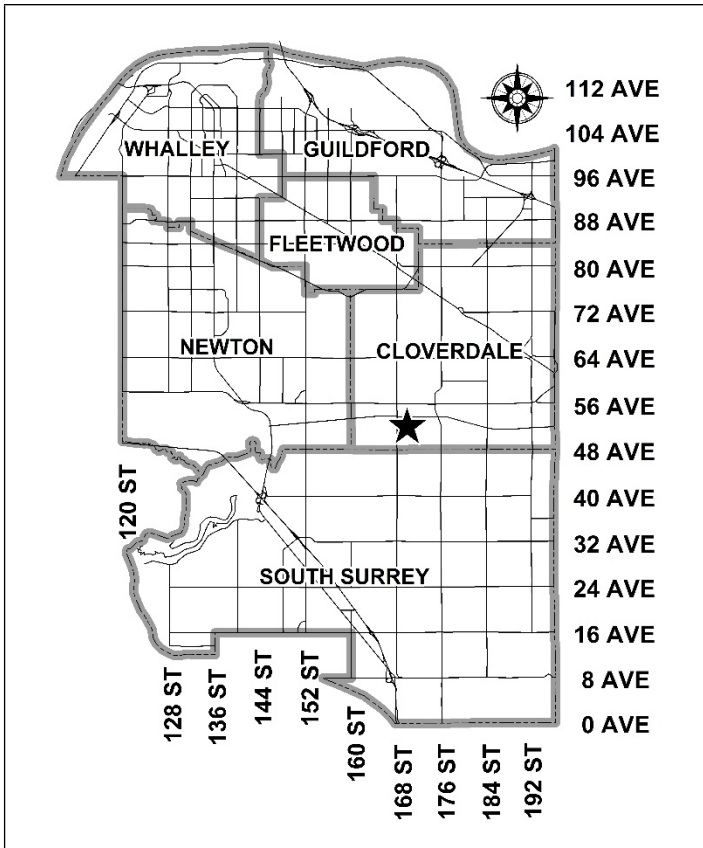 112 AVE
104 AVE
WHALLEY
GUILDFORD
96 AVE
88 AVE
FLEETWOOD
80 AVE
72 AVE
NEWTON
CLOVERDALE
64 AVE
56 AVE
48 AVE
120 ST
40 AVE
32 AVE
SOUTH SURREY
24 AVE
16 AVE
128 ST
136 ST
144 ST
152 ST
160 ST
8 AVE
0 AVE
168 ST
176 ST
184 ST
192 ST